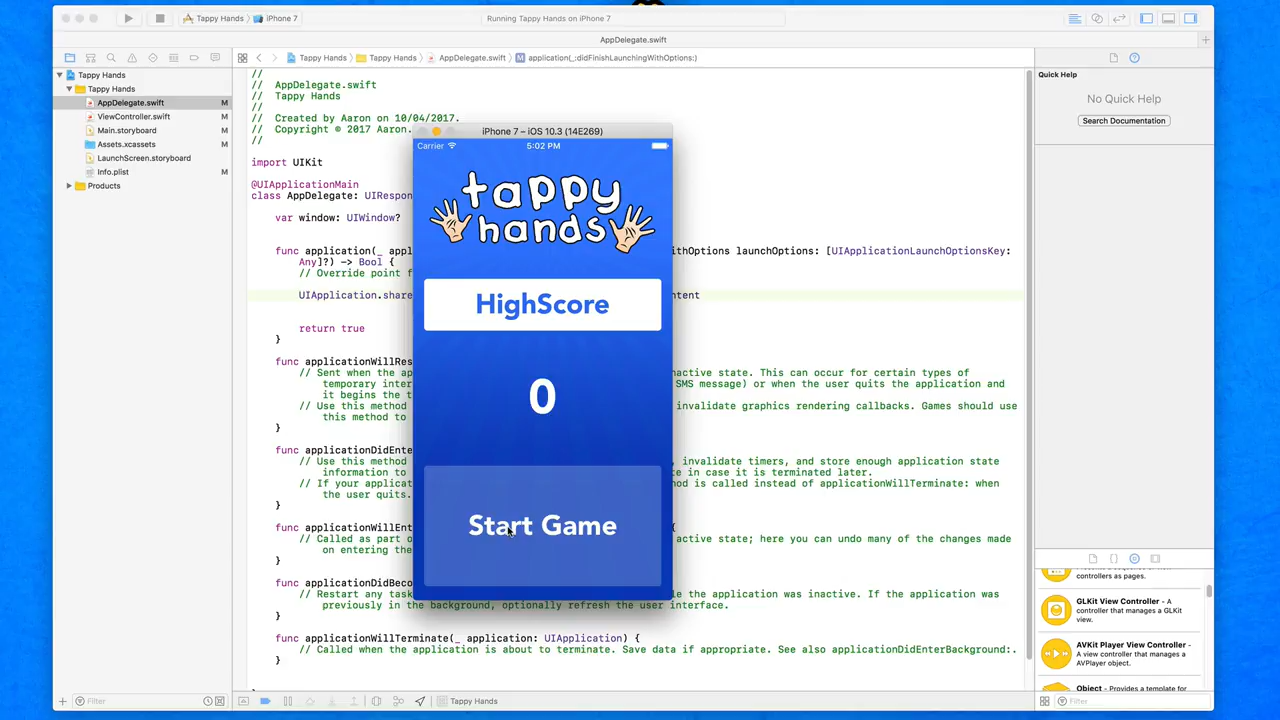 Tappy Hands
iPhone 7
Running Tappy Hands on iPhone 7
AppDelegate.swift
Tappy Hands
Tappy Hands
AppDelegate.swift
application(_:didFinishLaunchingWithOptions:)
Tappy Hands
Tappy Hands
AppDelegate.swift M
ViewController.swift M
Main.storyboard M
Assets.xcassets M
LaunchScreen.storyboard M
Info.plist M
Products
Filter
//
// AppDelegate.swift
// Tappy Hands
//
// Created by Aaron on 10/04/2017.
// Copyright © 2017 Aaron.
//
import UIKit
@UIApplicationMain
class AppDelegate: UIRespon
var window: UIWindow?
func application(_ appl
ithOptions launchOptions: [UIApplicationLaunchOptionsKey:
Any]?) -> Bool {
// Override point f
UIApplication.share
ntent
return true
}
func applicationWillRes
// Sent when the ap
active state. This can occur for certain types of
temporary inter
SMS message) or when the user quits the application and
it begins the t
// Use this method
invalidate graphics rendering callbacks. Games should use
this method to
}
func applicationDidEnte
// Use this method
, invalidate timers, and store enough application state
information to
te in case it is terminated later.
// If your applicat
hod is called instead of applicationWillTerminate: when
the user quits.
}
func applicationWillEnt
{
// Called as part o
active state; here you can undo many of the changes made
on entering the
}
func applicationDidBeco
// Restart any task
le the application was inactive. If the application was
previously in the background, optionally refresh the user interface.
}
func applicationWillTerminate(_ application: UIApplication) {
// Called when the application is about to terminate. Save data if appropriate. See also applicationDidEnterBackground:.
}
iPhone 7 – iOS 10.3 (14E269)
Carrier
5:02 PM
tappy
hands
HighScore
0
Start Game
Tappy Hands
Quick Help
No Quick Help
Search Documentation
controllers as pages.
GLKit View Controller - A
controller that manages a GLKit
view.
AVKit Player View Controller -
A view controller that manages a
AVPlayer object.
Object - Provides a template for
Filter